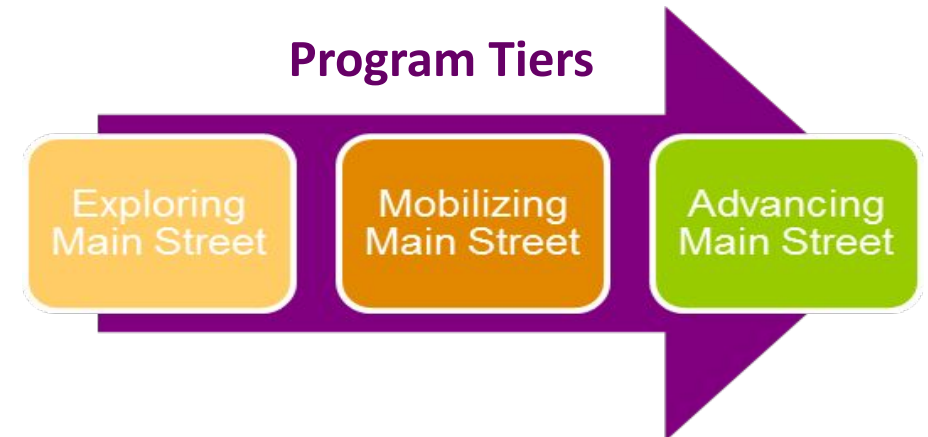 Program Tiers
Exploring
Main Street
Mobilizing
Main Street
Advancing
Main Street